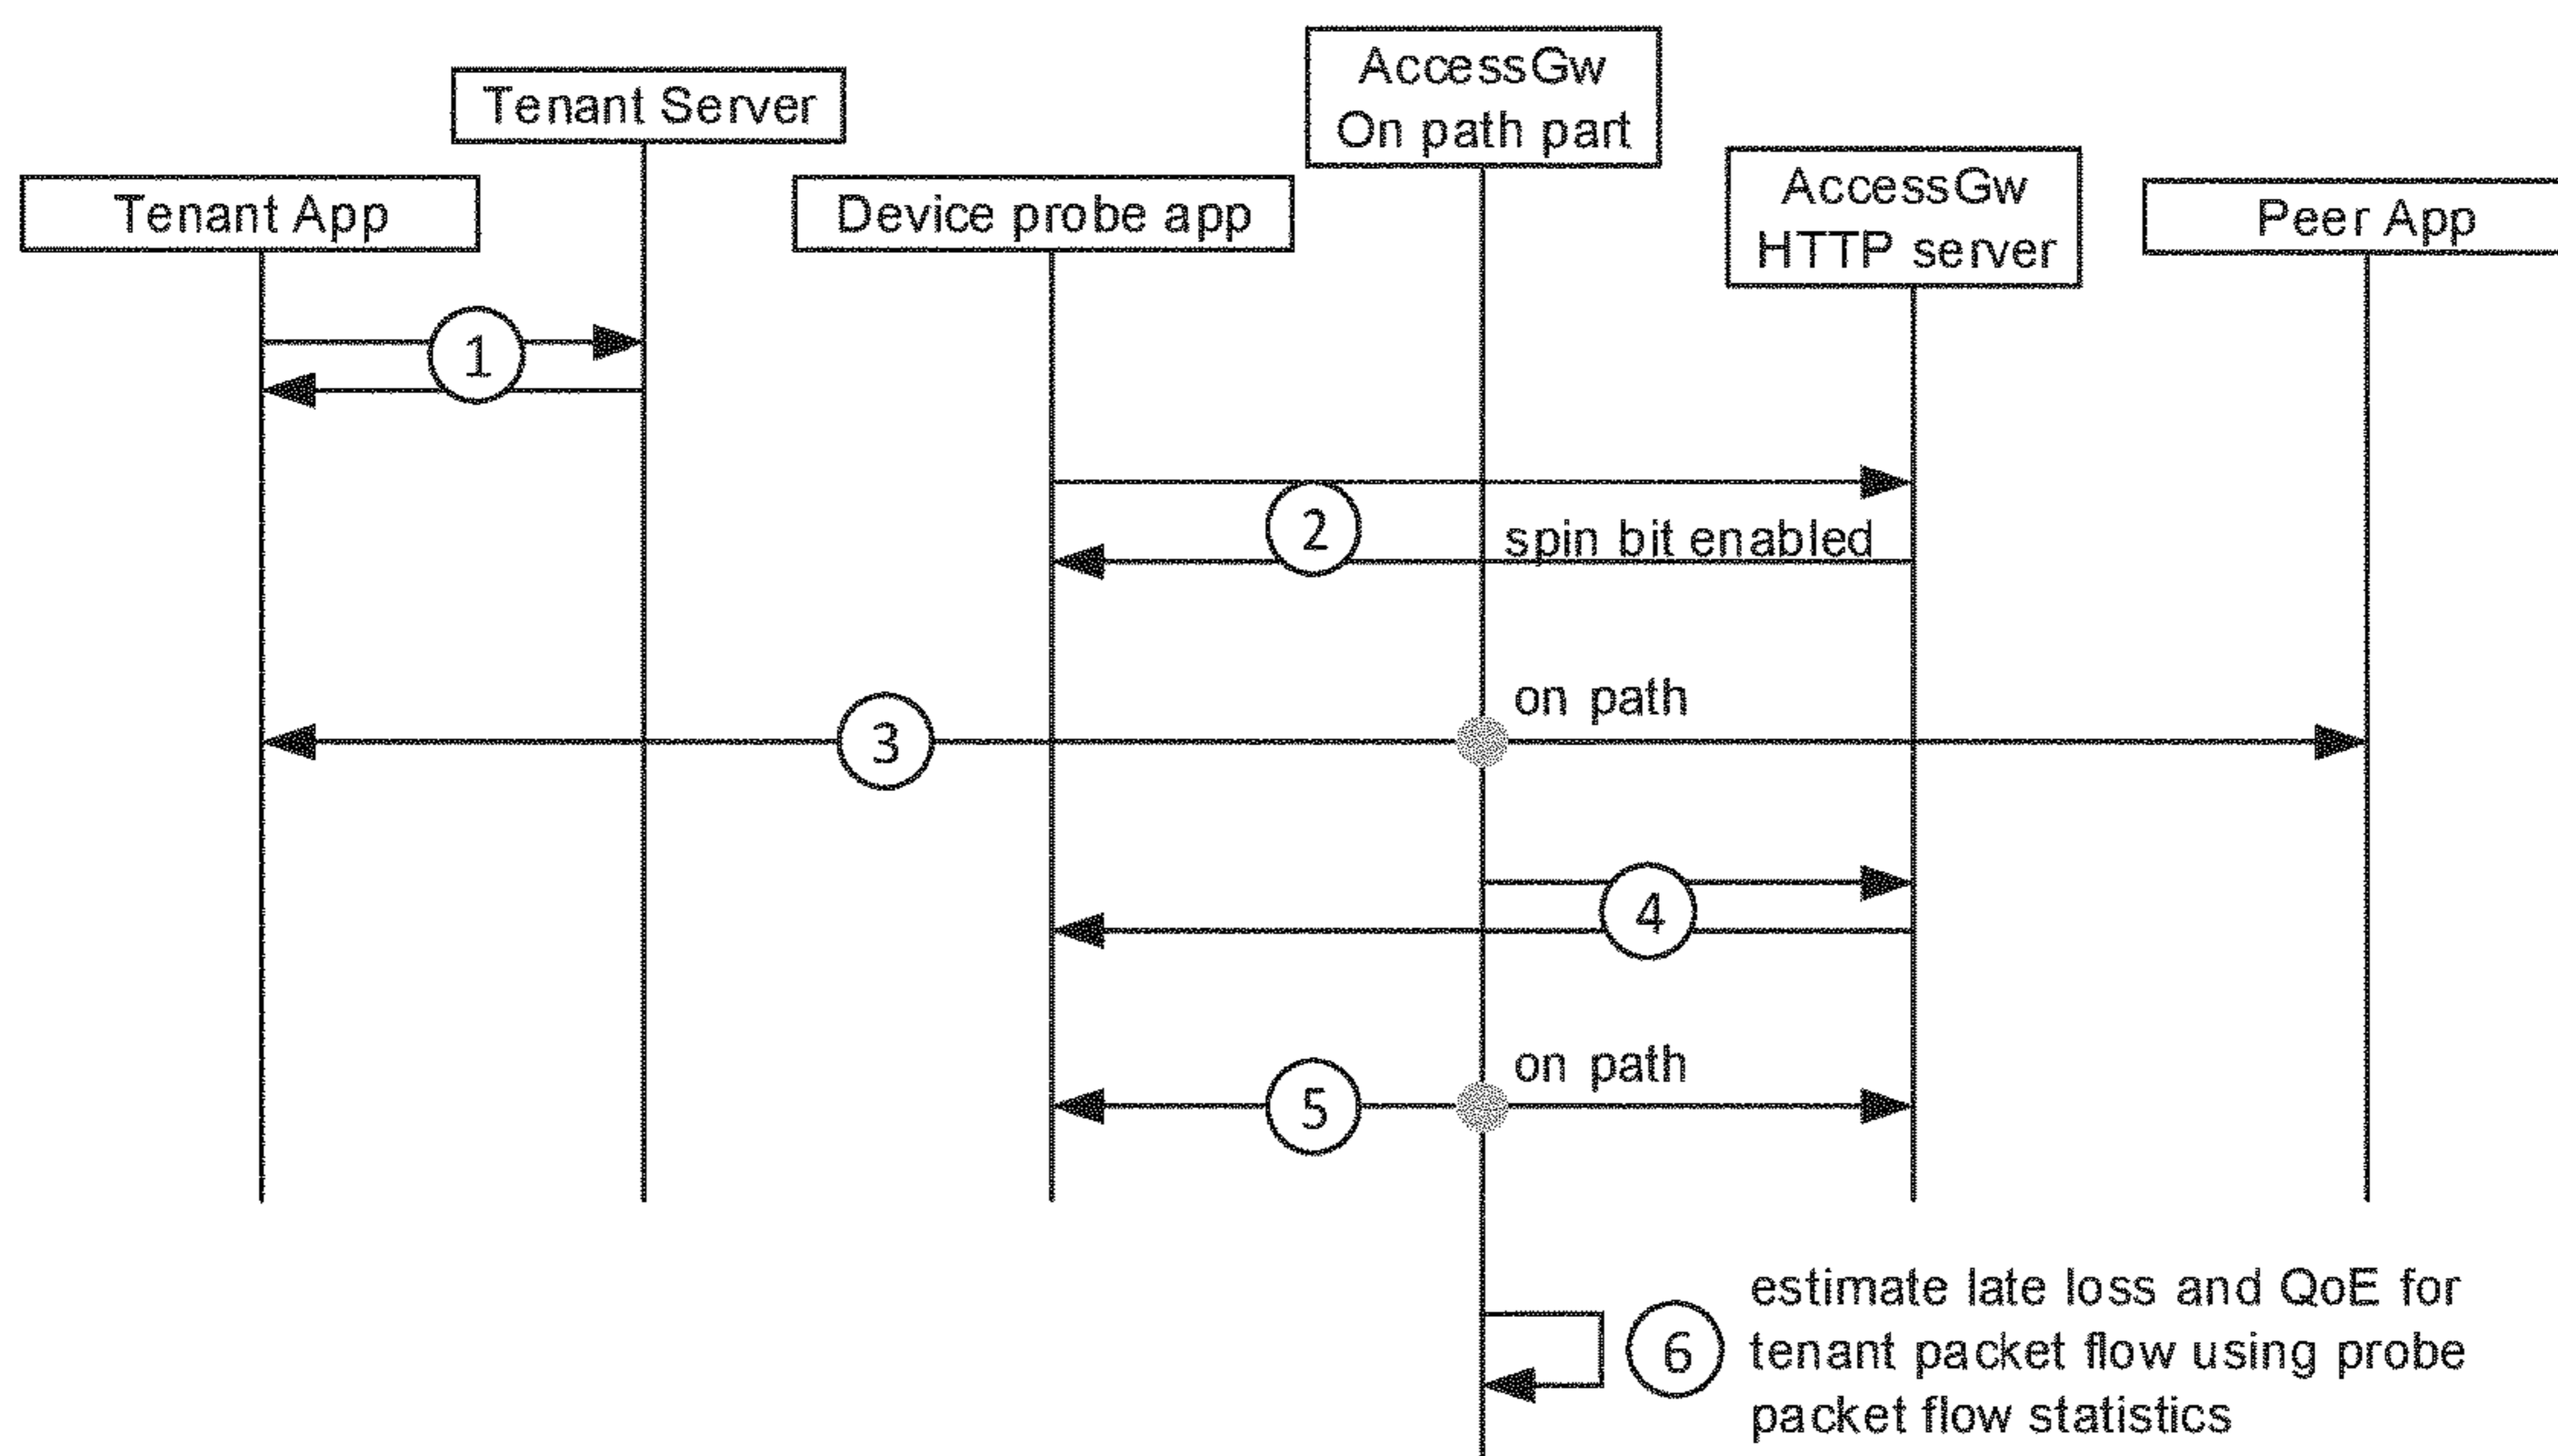 AccessGw
On path part
Tenant Server
AccessGw
HTTP server
Tenant App
Device probe app
Peer App
1
2
spin bit enabled
on path
3
4
on path
5
6
estimate late loss and QoE for
tenant packet flow using probe
packet flow statistics